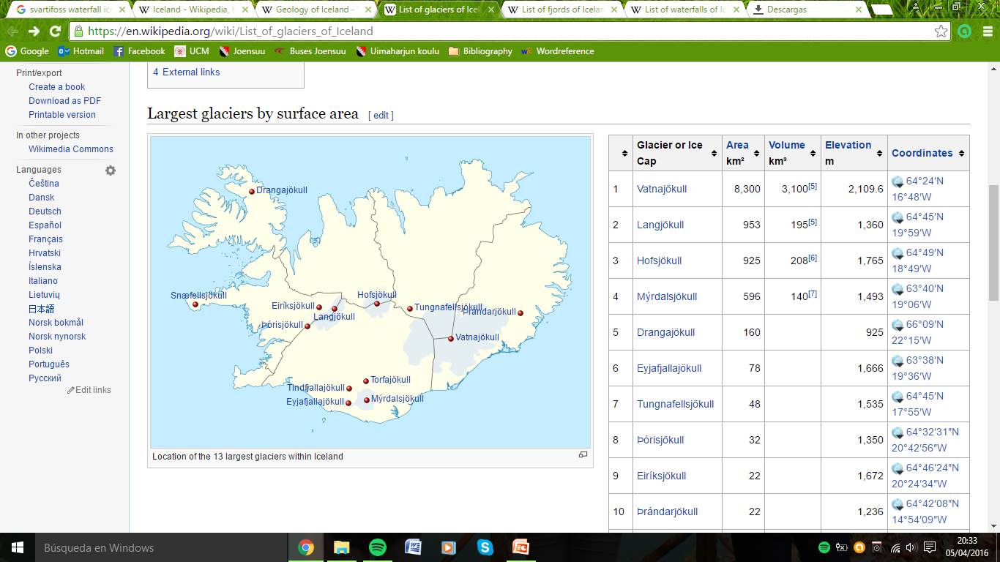 svartifoss waterfall ice
Iceland - Wikipedia, t
Geology of Iceland -
List of glaciers of Icel
List of fjords of Icelan
List of waterfalls of I
Descargas
https://en.wikipedia.org/wiki/List_of_glaciers_of_Iceland
Google Hotmail Facebook UCM Joensuu Buses Joensuu Uimaharjun koulu Bibliography Wordreference
Print/export
Create a book
Download as PDF
Printable version
In other projects
Wikimedia Commons
Languages
Čeština
Dansk
Deutsch
Español
Français
Hrvatski
Íslenska
Italiano
Lietuvių
日本語
Norsk bokmål
Norsk nynorsk
Polski
Português
Русский
Edit links
4 External links
Largest glaciers by surface area [ edit ]
Drangajökull
Snæfellsjökull
Eiríksjökull
Langjökull
Þórisjökull
Hofsjökull
Tungnafellsjökull
Þrándarjökull
Vatnajökull
Torfajökull
Tindfjallajökull
Mýrdalsjökull
Eyjafjallajökull
Location of the 13 largest glaciers within Iceland
Glacier or Ice Cap Area km² Volume km³ Elevation m Coordinates
1 Vatnajökull 8,300 3,100[5] 2,109.6 64°24′N 16°48′W
2 Langjökull 953 195[5] 1,360 64°45′N 19°59′W
3 Hofsjökull 925 208[6] 1,765 64°49′N 18°49′W
4 Mýrdalsjökull 596 140[7] 1,493 63°40′N 19°06′W
5 Drangajökull 160 925 66°09′N 22°15′W
6 Eyjafjallajökull 78 1,666 63°38′N 19°36′W
7 Tungnafellsjökull 48 1,535 64°45′N 17°55′W
8 Þórisjökull 32 1,350 64°32′31″N 20°42′56″W
9 Eiríksjökull 22 1,672 64°46′24″N 20°24′34″W
10 Þrándarjökull 22 1,236 64°42′08″N 14°54′09″W
Búsqueda en Windows
20:33
05/04/2016